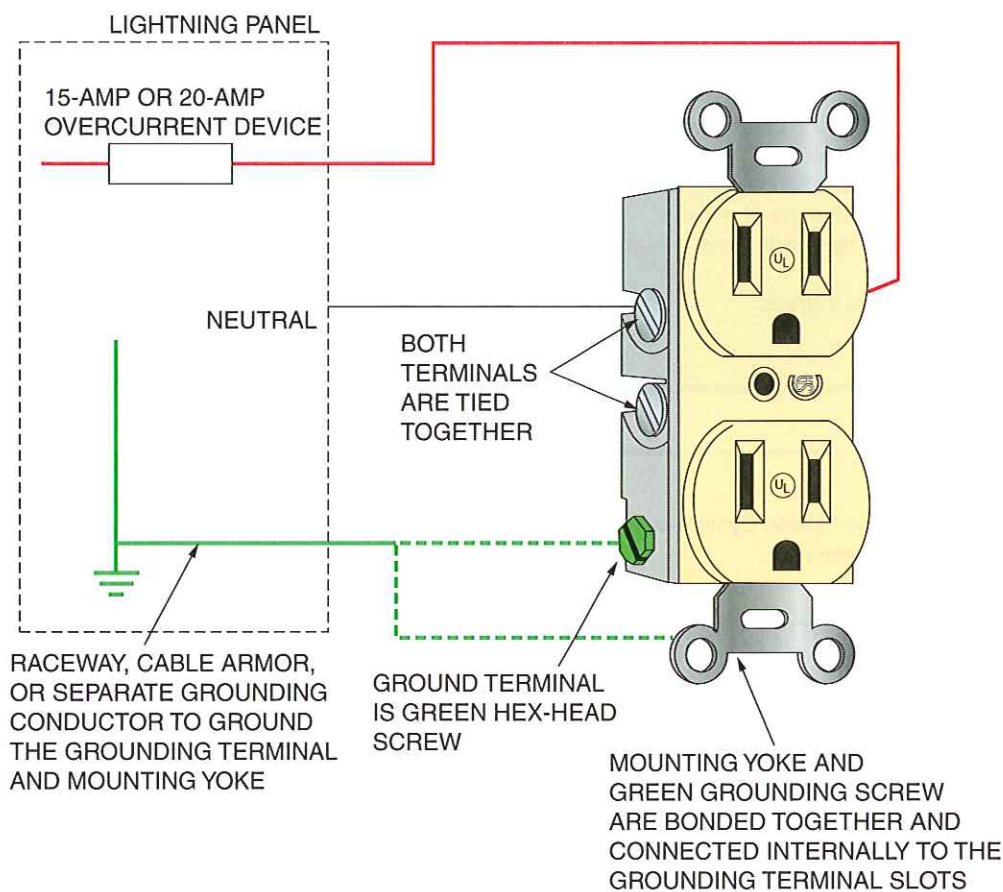 LIGHTNING PANEL
15-AMP OR 20-AMP
OVERCURRENT DEVICE
NEUTRAL
BOTH
TERMINALS
ARE TIED
TOGETHER
UL
UL
RACEWAY, CABLE ARMOR,
OR SEPARATE GROUNDING
CONDUCTOR TO GROUND
THE GROUNDING TERMINAL
AND MOUNTING YOKE
GROUND TERMINAL
IS GREEN HEX-HEAD
SCREW
MOUNTING YOKE AND
GREEN GROUNDING SCREW
ARE BONDED TOGETHER AND
CONNECTED INTERNALLY TO THE
GROUNDING TERMINAL SLOTS